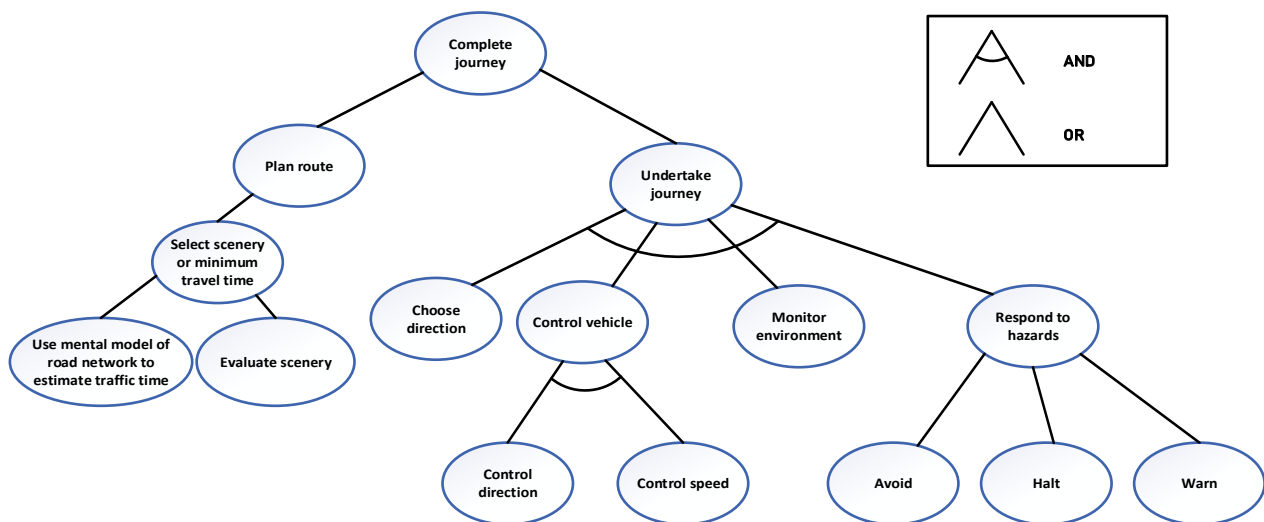 Complete
journey
AND
OR
Plan route
Undertake
journey
Select scenery
or minimum
travel time
Choose
direction
Control vehicle
Monitor
environment
Respond to
hazards
Use mental model of
road network to
estimate traffic time
Evaluate scenery
Control
direction
Control speed
Avoid
Halt
Warn